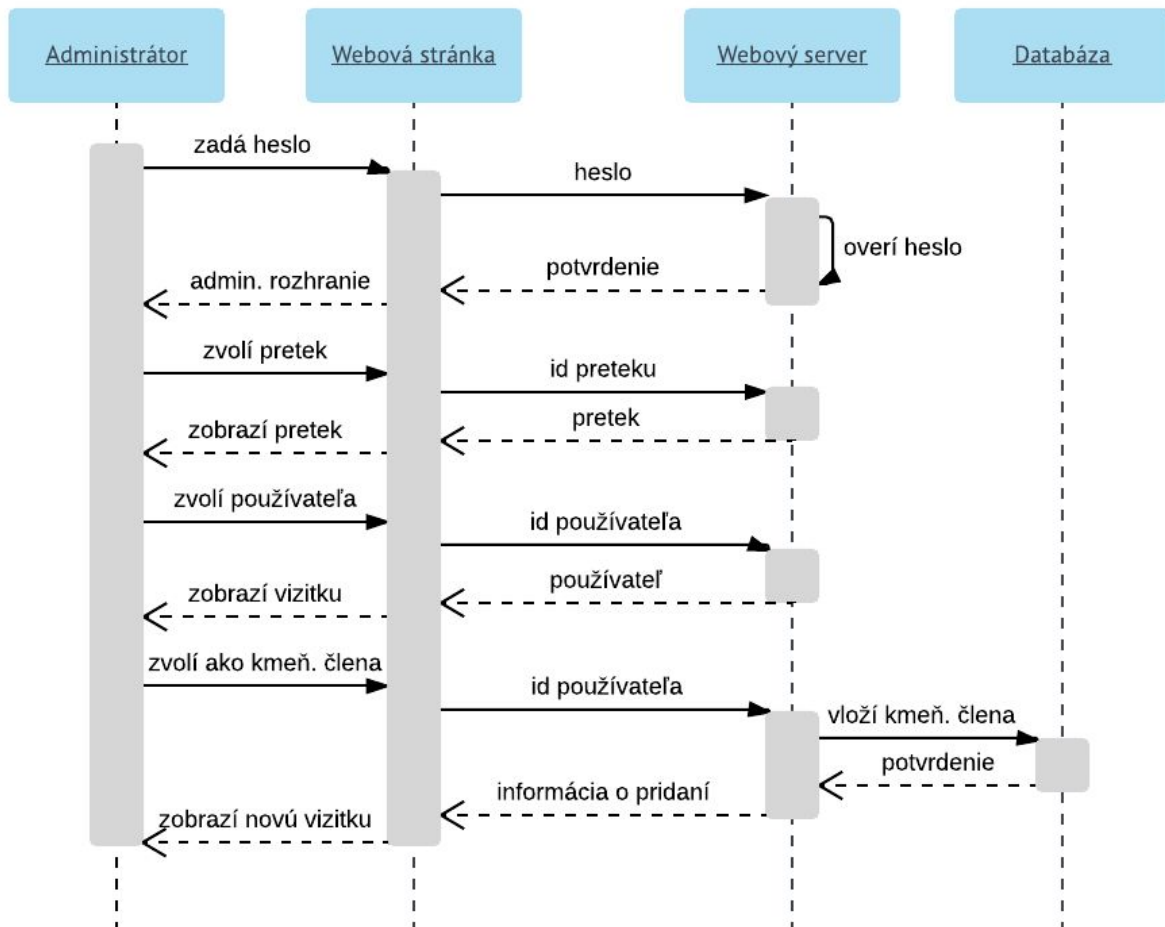 Administrátor
Webová stránka
Webový server
Databáza
zadá heslo
heslo
overí heslo
potvrdenie
admin. rozhranie
zvolí pretek
id preteku
pretek
zobrazí pretek
zvolí používateľa
id používateľa
používateľ
zobrazí vizitku
zvolí ako kmeň. člena
id používateľa
vloží kmeň. člena
potvrdenie
informácia o pridaní
zobrazí novú vizitku